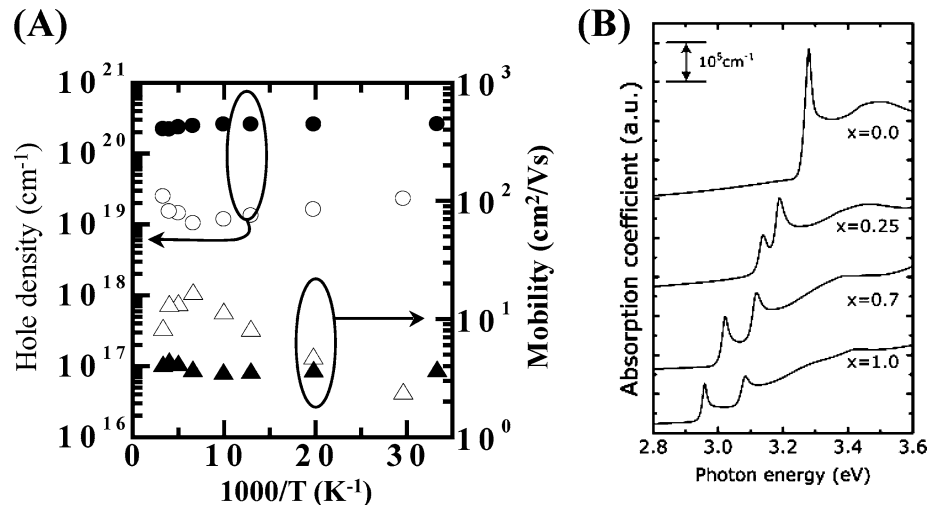 (A)
Hole density (cm-1)
10²¹
10²⁰
10¹⁹
10¹⁸
10¹⁷
10¹⁶
0 10 20 30
1000/T (K-1)
10³
10²
10¹
10⁰
Mobility (cm²/Vs)
(B)
Absorption coefficient (a.u.)
10⁵cm⁻¹
x=0.0
x=0.25
x=0.7
x=1.0
2.8 3.0 3.2 3.4 3.6
Photon energy (eV)